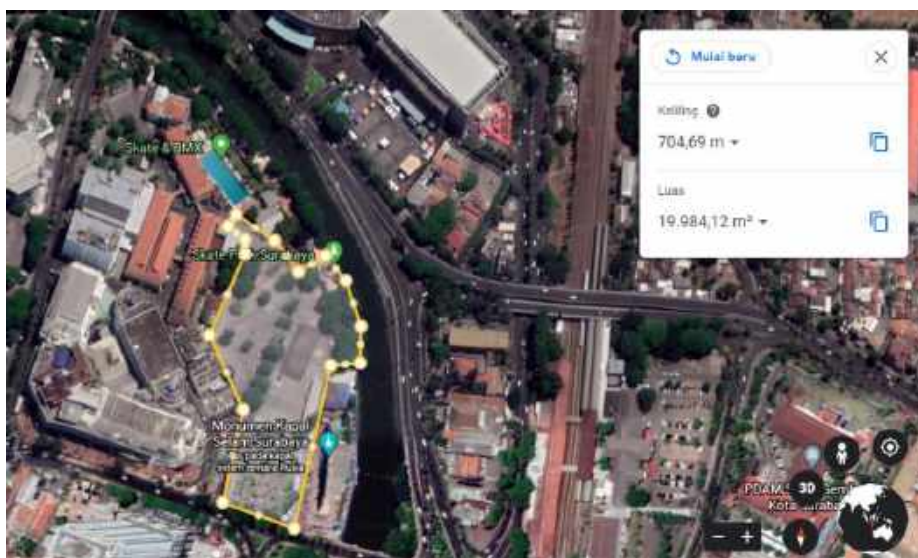 Mulai baru
Keliling
704,69 m
Luas
19.984,12 m²
Skate & BMX
Skate Park Surabaya
Monumen Kapal
Selam Surabaya
3D
PDAM
Kota Surabaya